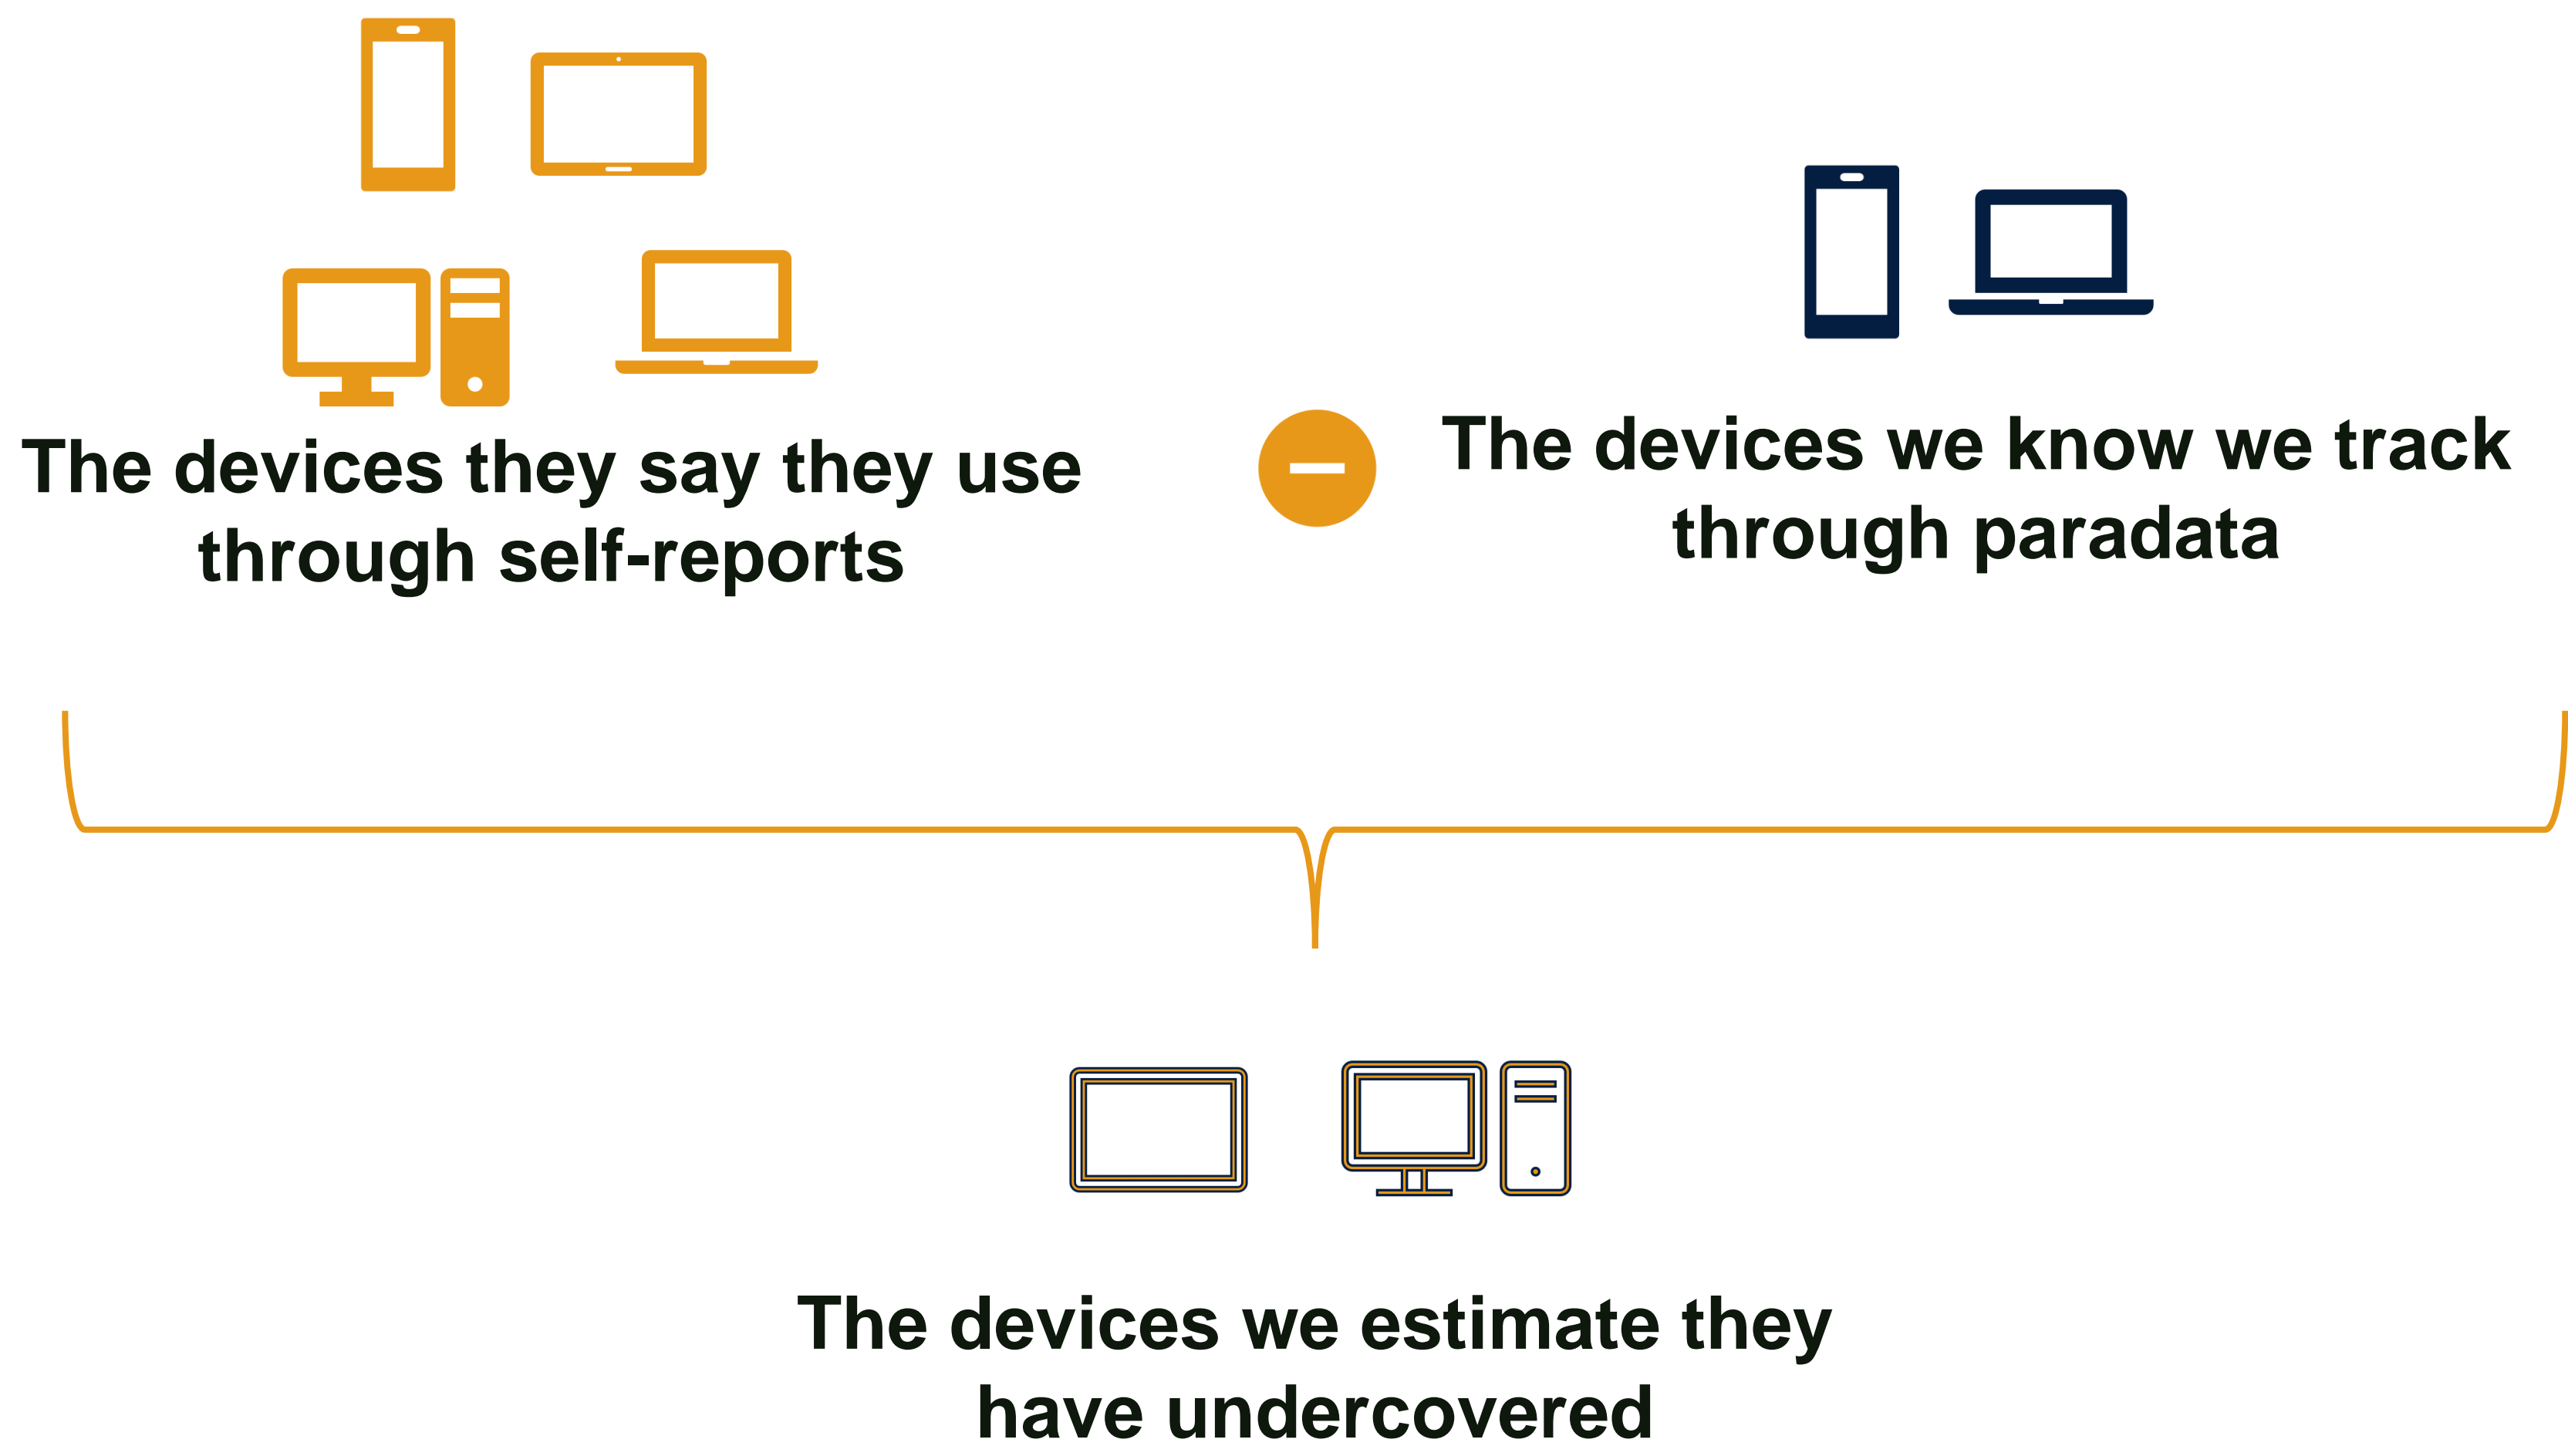 The devices they say they use
through self-reports
The devices we know we track
through paradata
The devices we estimate they
have undercovered